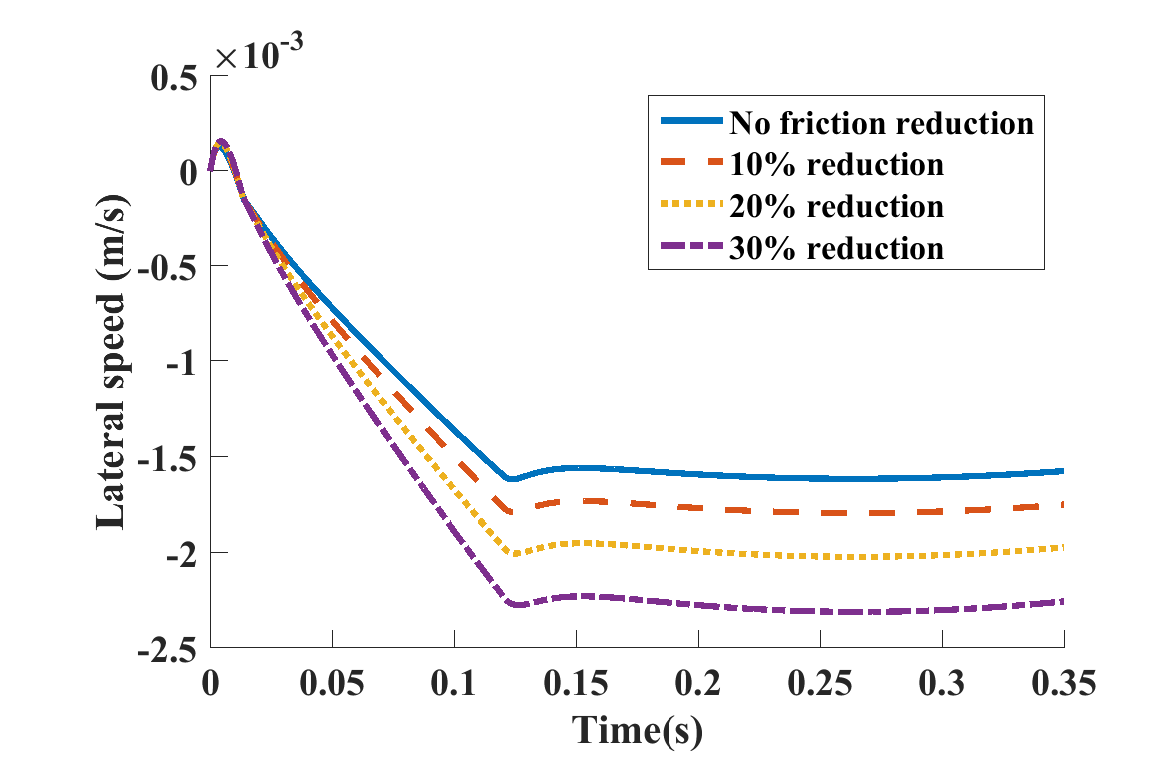 ×10⁻³
0.5
0
-0.5
-1
-1.5
-2
-2.5
Lateral speed (m/s)
No friction reduction
10% reduction
20% reduction
30% reduction
0 0.05 0.1 0.15 0.2 0.25 0.3 0.35
Time(s)